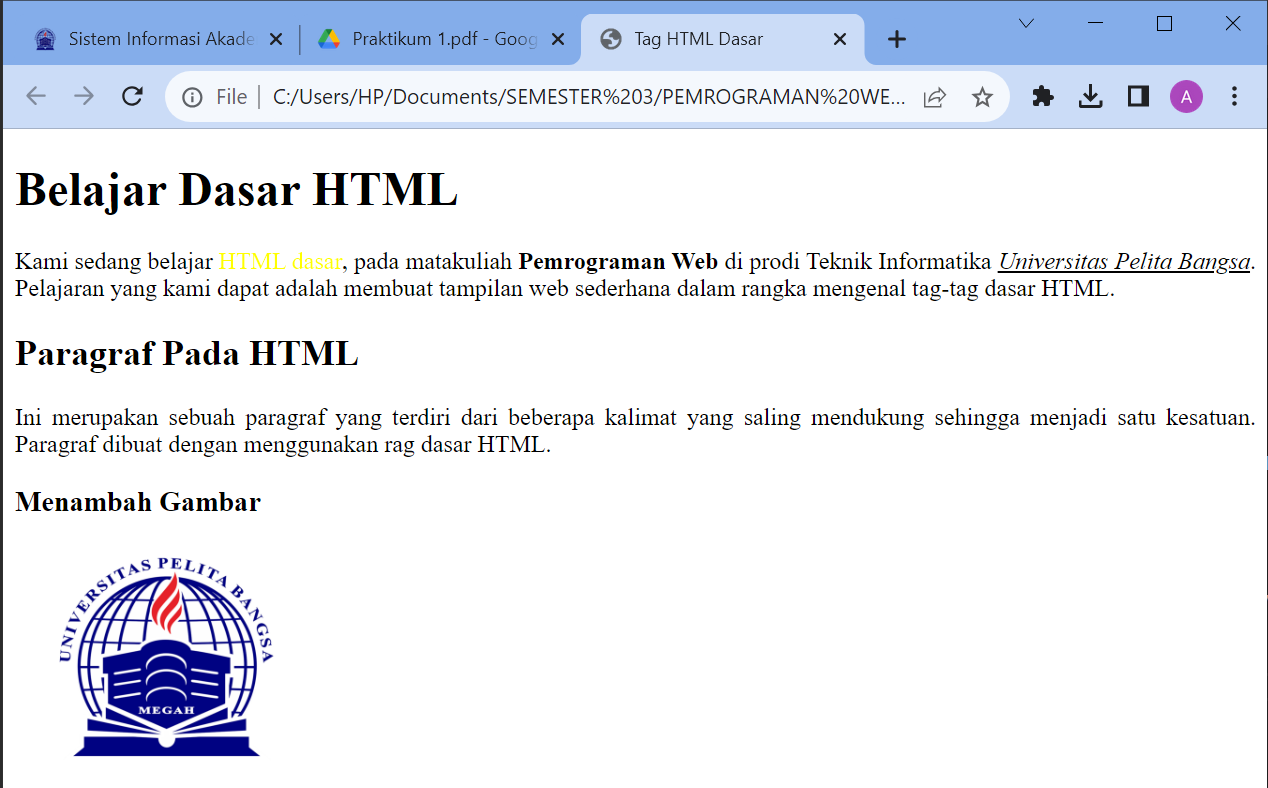 Sistem Informasi Akade
Praktikum 1.pdf - Goog
Tag HTML Dasar
File
C:/Users/HP/Documents/SEMESTER%203/PEMROGRAMAN%20WE...
A
Belajar Dasar HTML
Kami sedang belajar HTML dasar, pada matakuliah Pemrograman Web di prodi Teknik Informatika Universitas Pelita Bangsa.
Pelajaran yang kami dapat adalah membuat tampilan web sederhana dalam rangka mengenal tag-tag dasar HTML.
Paragraf Pada HTML
Ini merupakan sebuah paragraf yang terdiri dari beberapa kalimat yang saling mendukung sehingga menjadi satu kesatuan.
Paragraf dibuat dengan menggunakan rag dasar HTML.
Menambah Gambar
UNIVERSITAS PELITA BANGSA
MEGAH